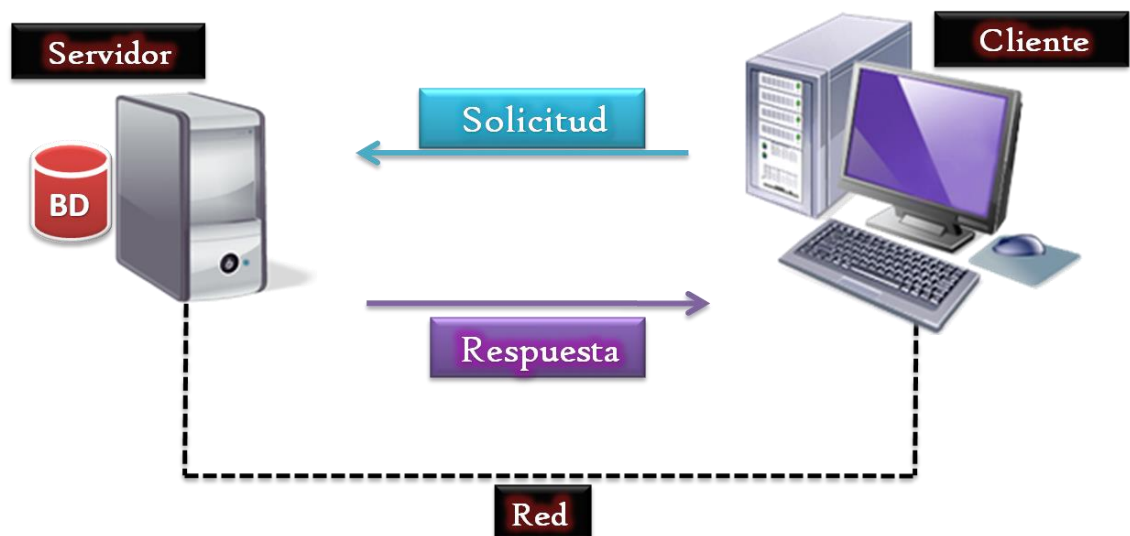 Servidor
Cliente
Solicitud
BD
Respuesta
Red